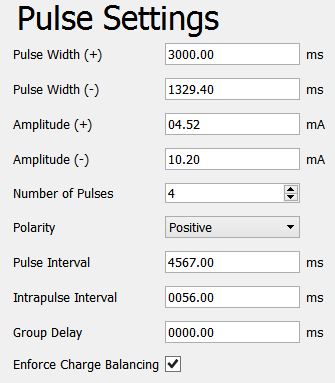 Pulse Settings
Pulse Width (+) 3000.00 ms
Pulse Width (-) 1329.40 ms
Amplitude (+) 04.52 mA
Amplitude (-) 10.20 mA
Number of Pulses 4
Polarity Positive
Pulse Interval 4567.00 ms
Intrapulse Interval 0056.00 ms
Group Delay 0000.00 ms
Enforce Charge Balancing